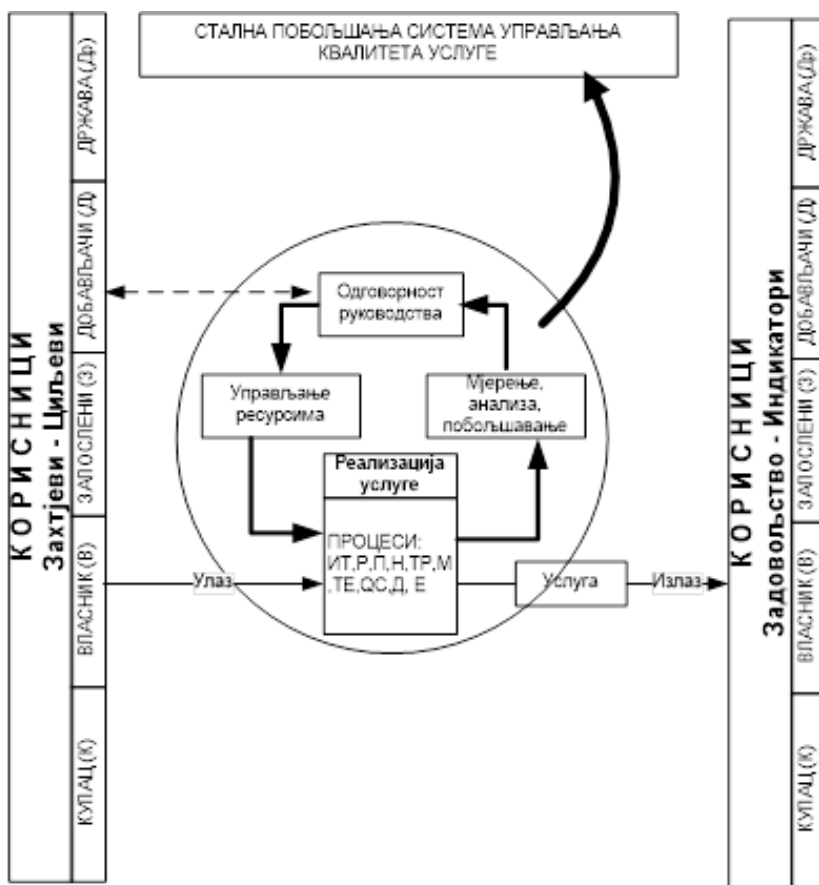 СТАЛНА ПОБОЉШАЊА СИСТЕМА УПРАВЉАЊА
КВАЛИТЕТА УСЛУГЕ
КОРИСНИЦИ
Захтјеви - Циљеви
ДРЖАВА (Др)
ДОБАВЉАЧИ (Д)
ЗАПОСЛЕНИ (З)
ВЛАСНИК (В)
КУПАЦ (К)
Одговорност
руководства
Управљање
ресурсима
Мјерење,
анализа,
побољшавање
Реализација
услуге
ПРОЦЕСИ:
ИТ,Р,П,Н,ТР,М
,ТЕ,QC,Д, Е
Улаз
Услуга
Излаз
КОРИСНИЦИ
Задовољство - Индикатори
ДРЖАВА (Др)
ДОБАВЉАЧИ (Д)
ЗАПОСЛЕНИ (З)
ВЛАСНИК (В)
КУПАЦ (К)